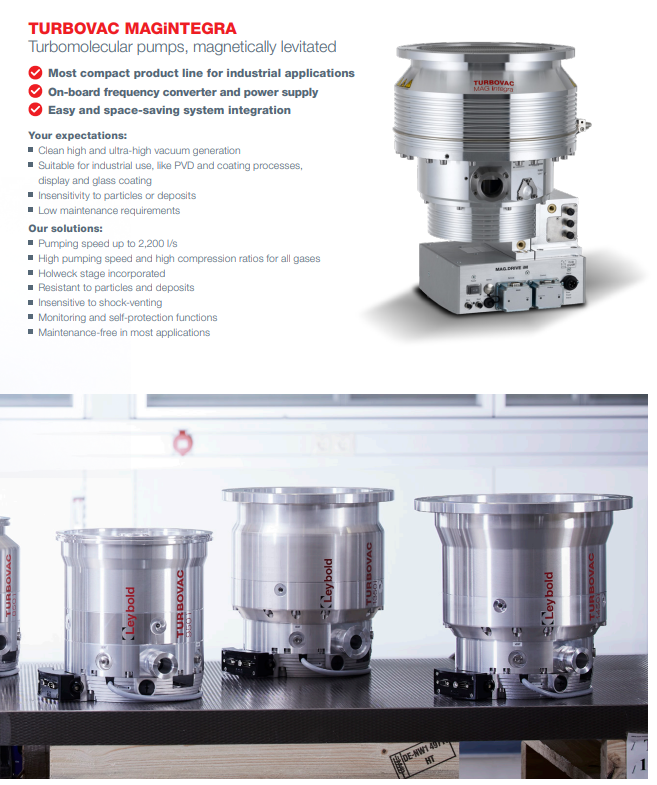 TURBOVAC MAGiNTEGRA
Turbomolecular pumps, magnetically levitated
Most compact product line for industrial applications
On-board frequency converter and power supply
Easy and space-saving system integration
Your expectations:
Clean high and ultra-high vacuum generation
Suitable for industrial use, like PVD and coating processes,
display and glass coating
Insensitivity to particles or deposits
Low maintenance requirements
Our solutions:
Pumping speed up to 2,200 l/s
High pumping speed and high compression ratios for all gases
Holweck stage incorporated
Resistant to particles and deposits
Insensitive to shock-venting
Monitoring and self-protection functions
Maintenance-free in most applications
TURBOVAC
MAG integra
MAG.DRIVE
TURBOVAC
Leybold
TURBOVAC
Leybold
TURBOVAC
Leybold
TURBOVAC
DE-NW1 491
HT